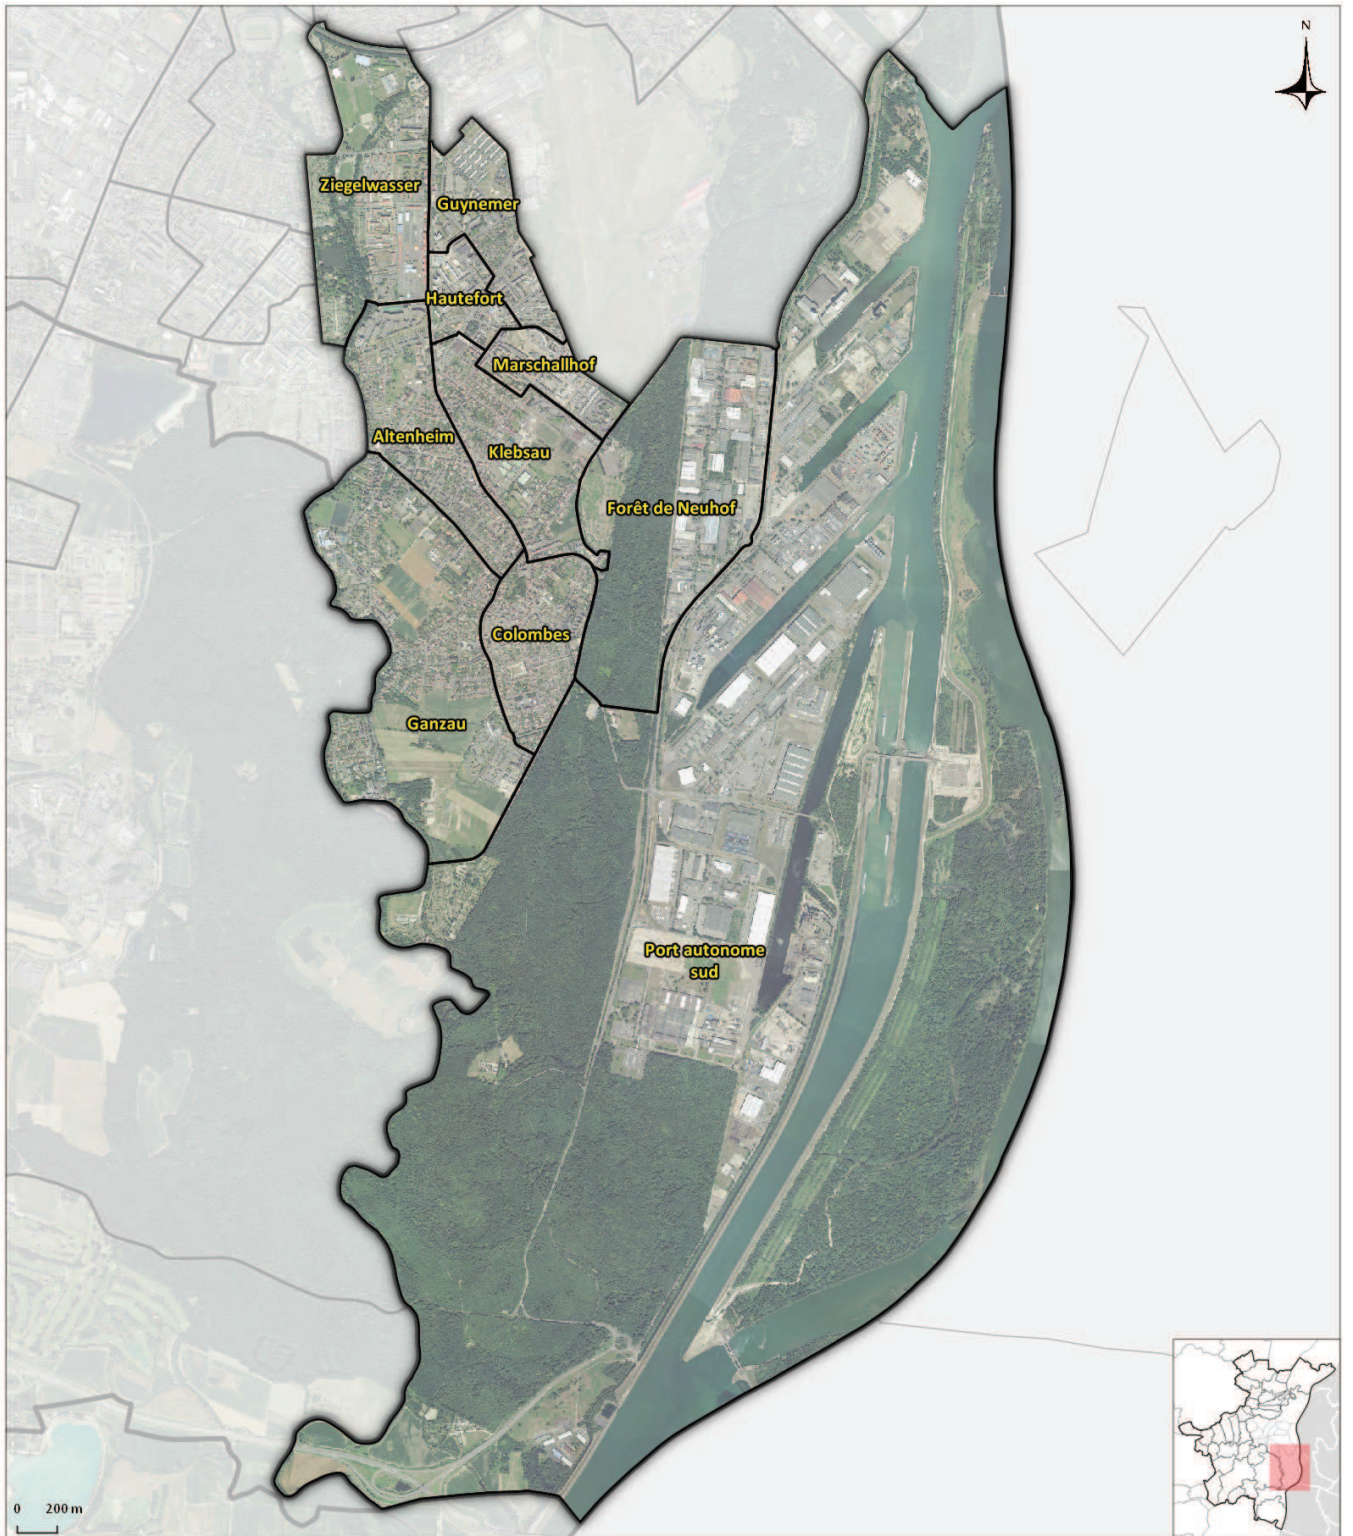 N
Ziegelwasser
Guynemer
Hautefort
Marschallhof
Altenheim
Klebsau
Forêt de Neuhof
Colombes
Ganzau
Port autonome
sud
0 200 m